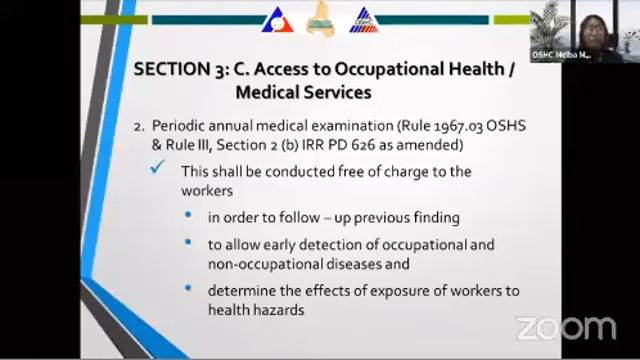 OSHC
OSHC Melba M...
SECTION 3: C. Access to Occupational Health /
Medical Services
2. Periodic annual medical examination (Rule 1967.03 OSHS
& Rule III, Section 2 (b) IRR PD 626 as amended)
✓ This shall be conducted free of charge to the
workers
• in order to follow – up previous finding
• to allow early detection of occupational and
non-occupational diseases and
• determine the effects of exposure of workers to
health hazards
zoom